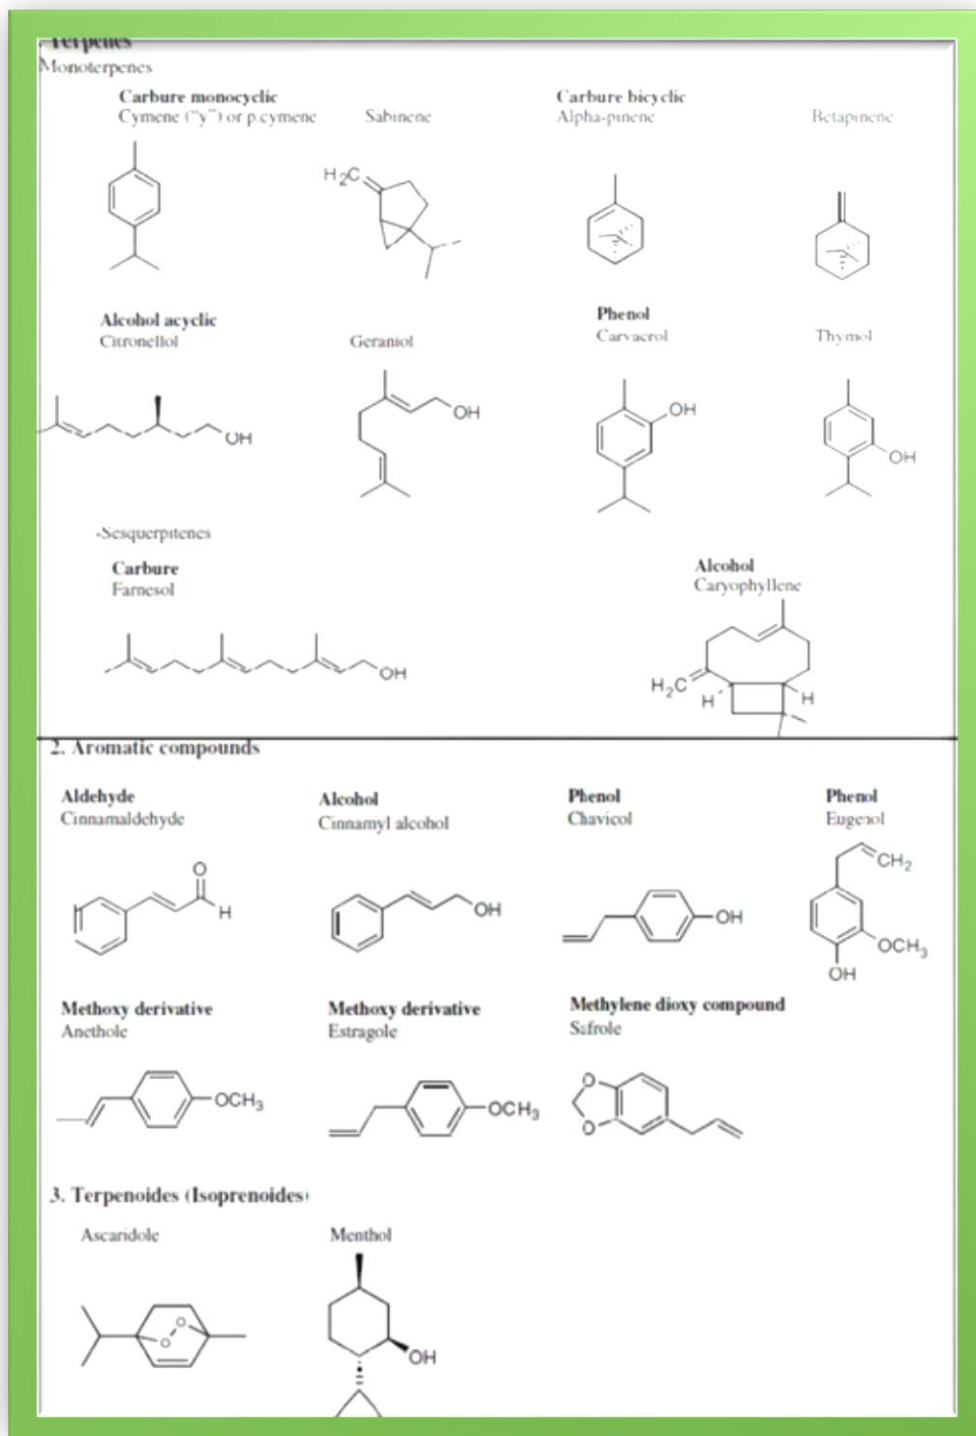 Terpenes
Monoterpenes
Carbure monocyclic
Cymene ("y") or p.cymene
Sabinene
Carbure bicyclic
Alpha-pinene
Betapinene
H₂C
Alcohol acyclic
Citronellol
Geraniol
Phenol
Carvacrol
Thymol
OH
OH
OH
OH
-Sesquerpitenes
Carbure
Farnesol
Alcohol
Caryophyllene
OH
H₂C
H
H
2. Aromatic compounds
Aldehyde
Cinnamaldehyde
Alcohol
Cinnamyl alcohol
Phenol
Chavicol
Phenol
Eugenol
O
H
OH
OH
CH₂
OCH₃
OH
Methoxy derivative
Anethole
Methoxy derivative
Estragole
Methylene dioxy compound
Safrole
OCH₃
OCH₃
O
O
3. Terpenoides (Isoprenoides)
Ascaridole
Menthol
O
O
OH